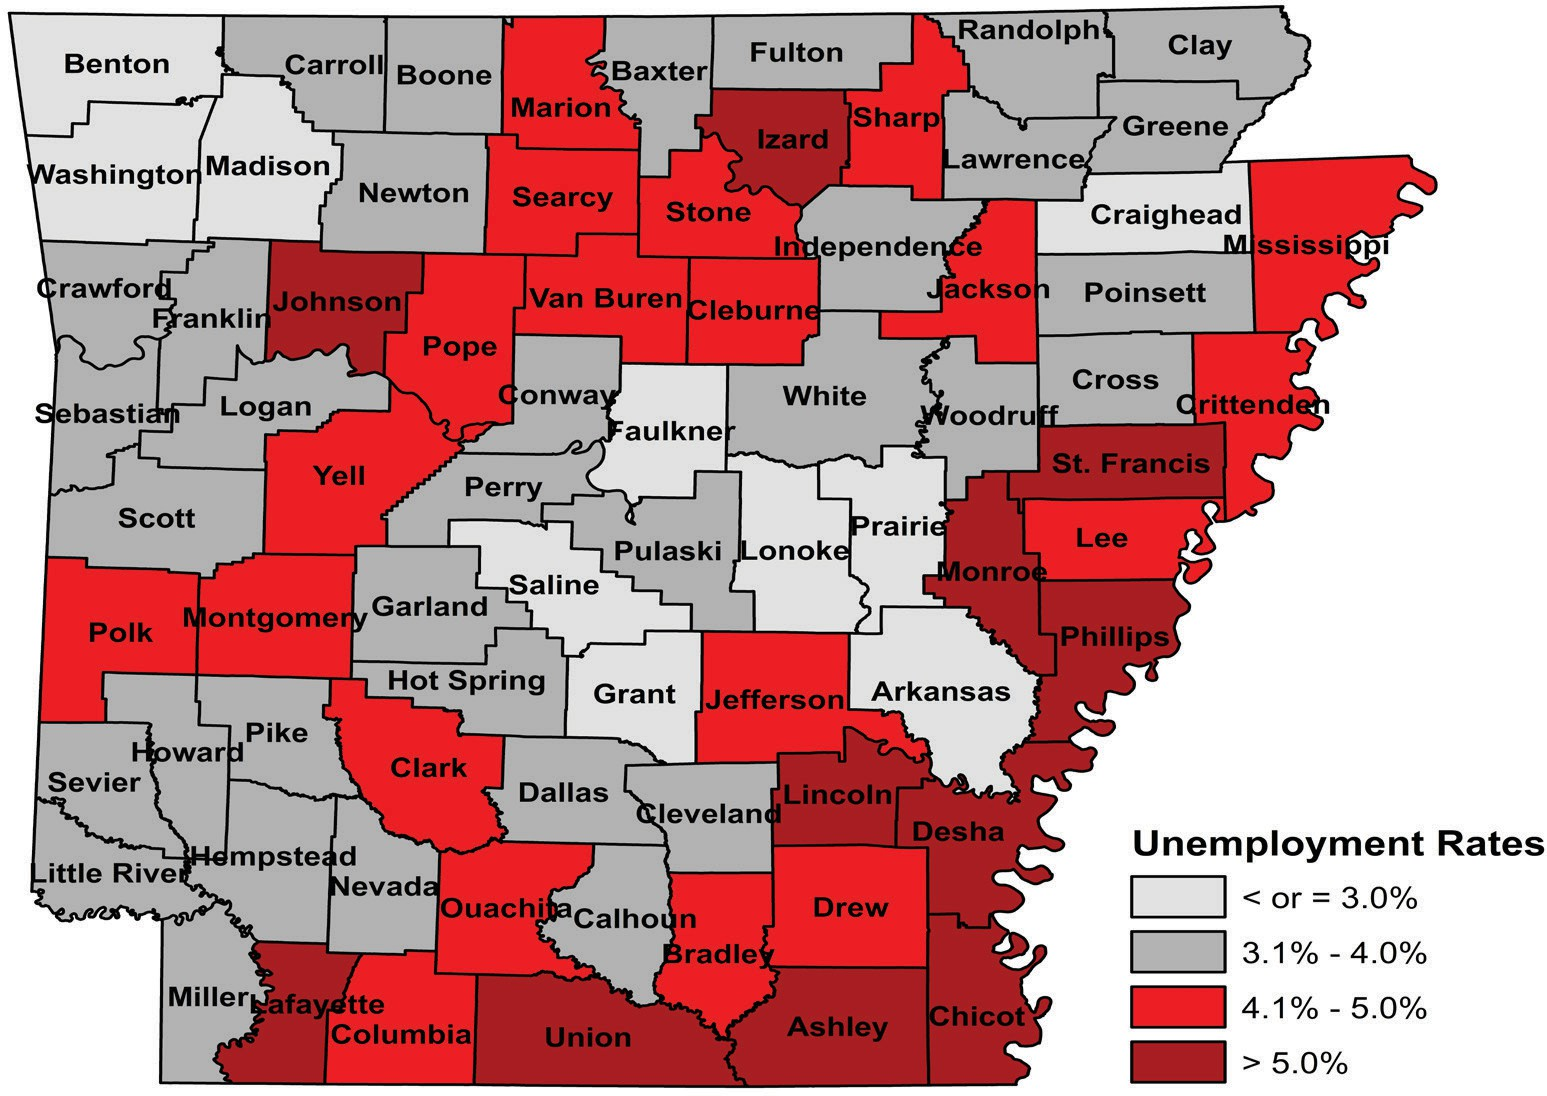 Benton
Carroll
Boone
Marion
Baxter
Fulton
Randolph
Clay
Izard
Sharp
Greene
Washington
Madison
Newton
Searcy
Stone
Lawrence
Independence
Craighead
Mississippi
Crawford
Franklin
Johnson
Pope
Van Buren
Cleburne
Jackson
Poinsett
Sebastian
Logan
Conway
Faulkner
White
Woodruff
Cross
Crittenden
Scott
Yell
Perry
Pulaski
Lonoke
Prairie
St. Francis
Lee
Monroe
Polk
Montgomery
Garland
Saline
Phillips
Hot Spring
Grant
Jefferson
Arkansas
Sevier
Howard
Pike
Clark
Dallas
Cleveland
Lincoln
Desha
Little River
Hempstead
Nevada
Ouachita
Calhoun
Bradley
Drew
Miller
Lafayette
Columbia
Union
Ashley
Chicot
Unemployment Rates
< or = 3.0%
3.1% - 4.0%
4.1% - 5.0%
> 5.0%